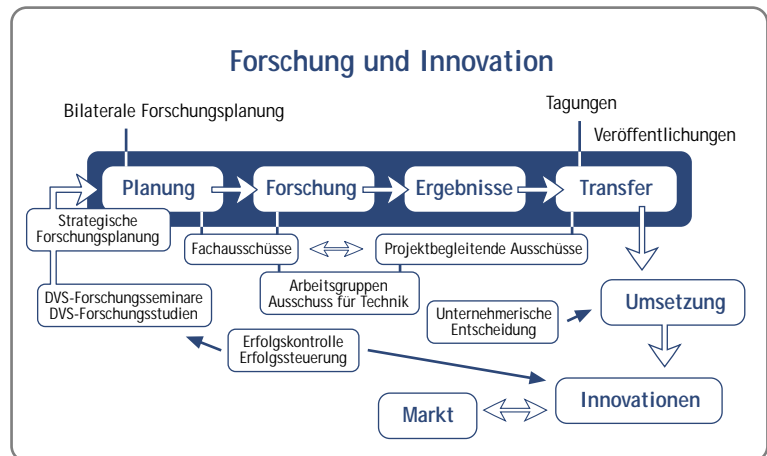 Forschung und Innovation
Bilaterale Forschungsplanung
Tagungen
Veröffentlichungen
Planung
Forschung
Ergebnisse
Transfer
Strategische
Forschungsplanung
Fachausschüsse
Projektbegleitende Ausschüsse
Arbeitsgruppen
Ausschuss für Technik
DVS-Forschungsseminare
DVS-Forschungsstudien
Unternehmerische
Entscheidung
Umsetzung
Erfolgskontrolle
Erfolgssteuerung
Markt
Innovationen